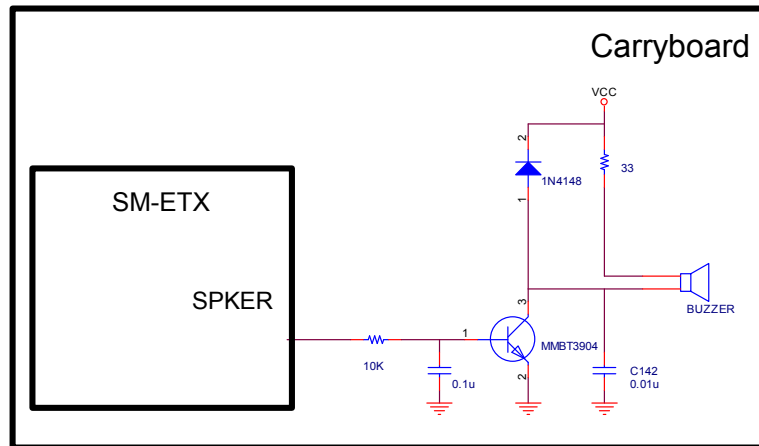 Carryboard
VCC
2
1N4148
33
1
SM-ETX
SPKER
3
BUZZER
1
MMBT3904
10K
0.1u
2
C142
0.01u